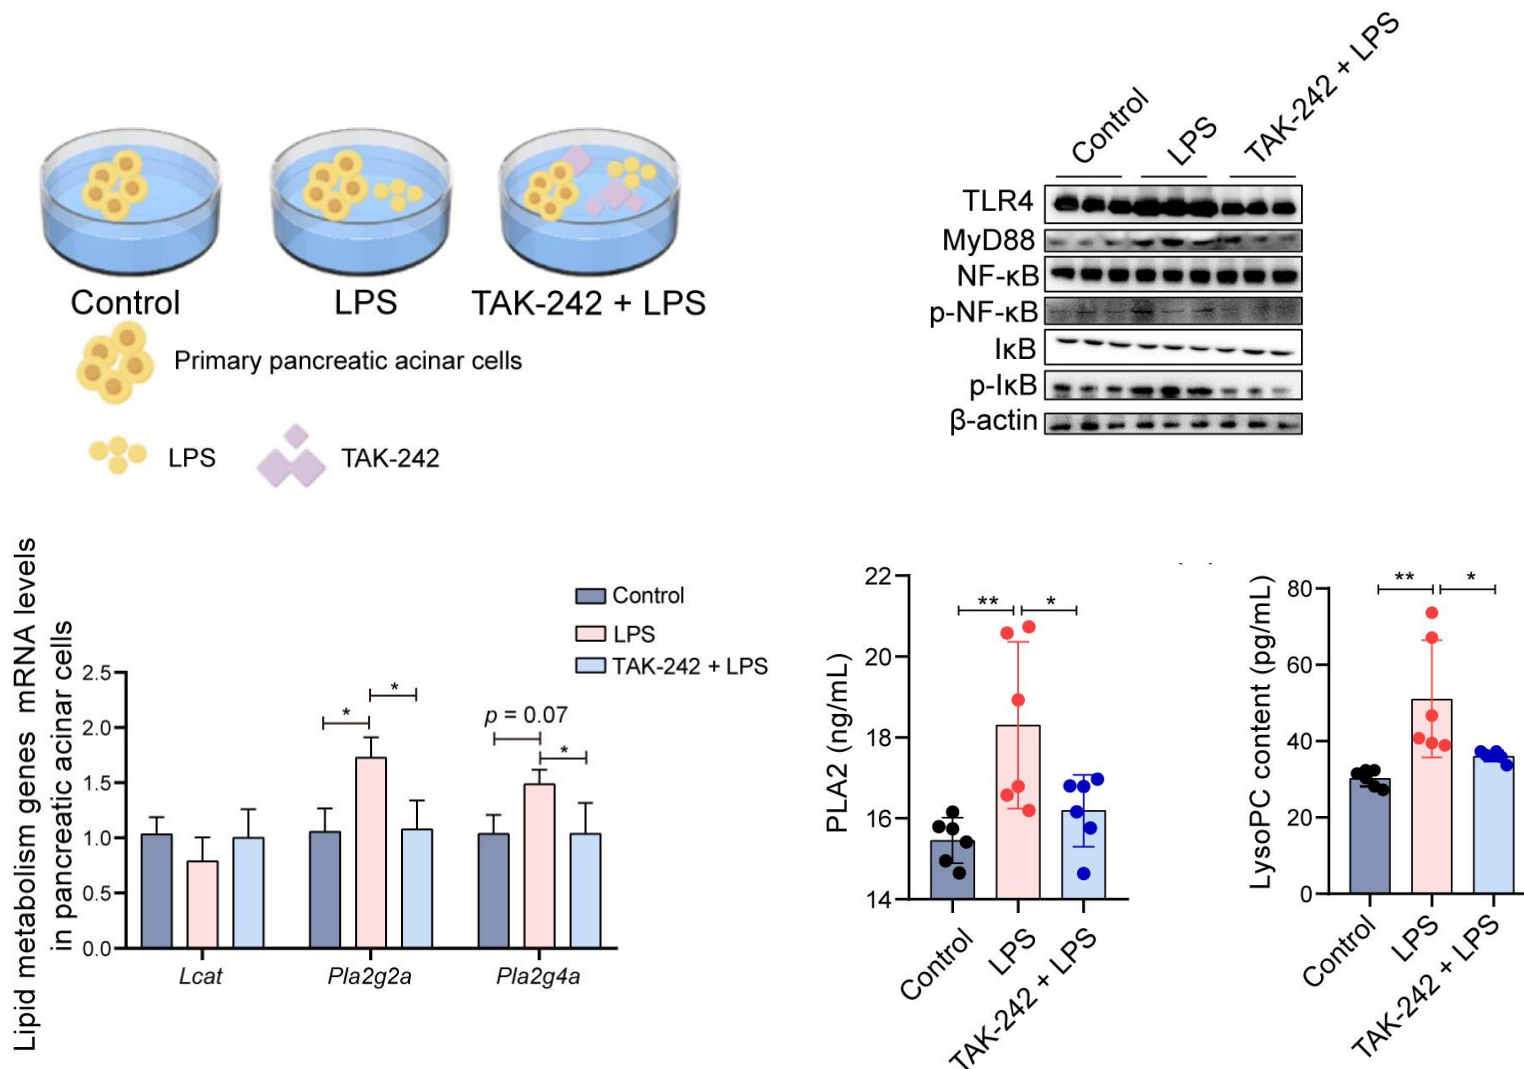 Control
LPS
TAK-242 + LPS
Primary pancreatic acinar cells
LPS
TAK-242
Control
LPS
TAK-242 + LPS
TLR4
MyD88
NF-κB
p-NF-κB
IκB
p-IκB
β-actin
Lipid metabolism genes mRNA levels
in pancreatic acinar cells
Control
LPS
TAK-242 + LPS
2.5
2.0
1.5
1.0
0.5
0.0
*
*
p = 0.07
*
Lcat
Pla2g2a
Pla2g4a
PLA2 (ng/mL)
22
20
18
16
14
**
*
Control
LPS
TAK-242 + LPS
LysoPC content (pg/mL)
80
60
40
20
0
**
*
Control
LPS
TAK-242 + LPS